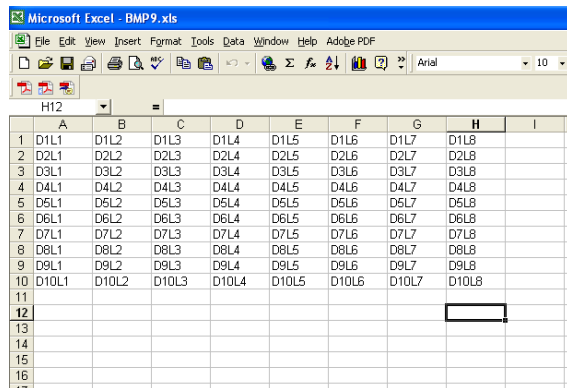 Microsoft Excel - BMP9.xls
File Edit View Insert Format Tools Data Window Help Adobe PDF
Arial 10
H12 =
A B C D E F G H I
1 D1L1 D1L2 D1L3 D1L4 D1L5 D1L6 D1L7 D1L8
2 D2L1 D2L2 D2L3 D2L4 D2L5 D2L6 D2L7 D2L8
3 D3L1 D3L2 D3L3 D3L4 D3L5 D3L6 D3L7 D3L8
4 D4L1 D4L2 D4L3 D4L4 D4L5 D4L6 D4L7 D4L8
5 D5L1 D5L2 D5L3 D5L4 D5L5 D5L6 D5L7 D5L8
6 D6L1 D6L2 D6L3 D6L4 D6L5 D6L6 D6L7 D6L8
7 D7L1 D7L2 D7L3 D7L4 D7L5 D7L6 D7L7 D7L8
8 D8L1 D8L2 D8L3 D8L4 D8L5 D8L6 D8L7 D8L8
9 D9L1 D9L2 D9L3 D9L4 D9L5 D9L6 D9L7 D9L8
10 D10L1 D10L2 D10L3 D10L4 D10L5 D10L6 D10L7 D10L8
11
12
13
14
15
16